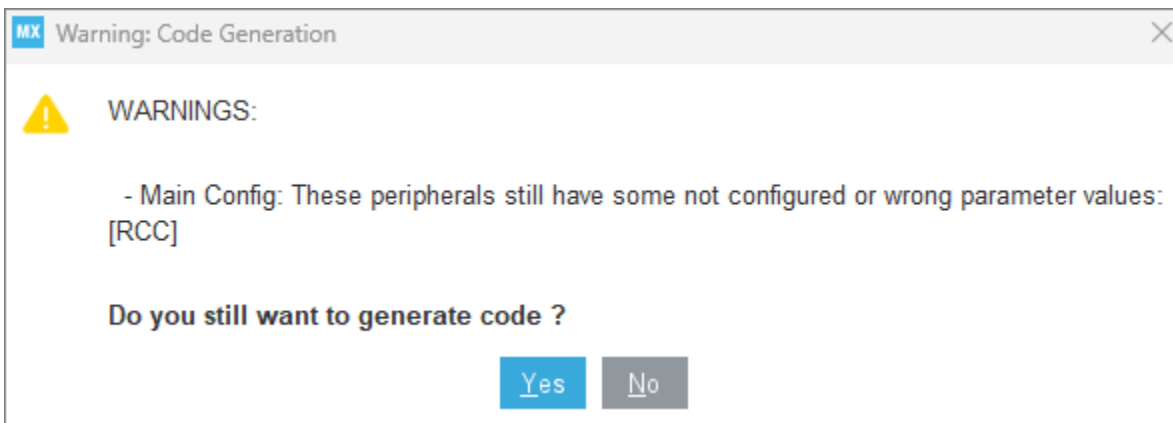 MX Warning: Code Generation
WARNINGS:
- Main Config: These peripherals still have some not configured or wrong parameter values:
[RCC]
Do you still want to generate code ?
Yes No